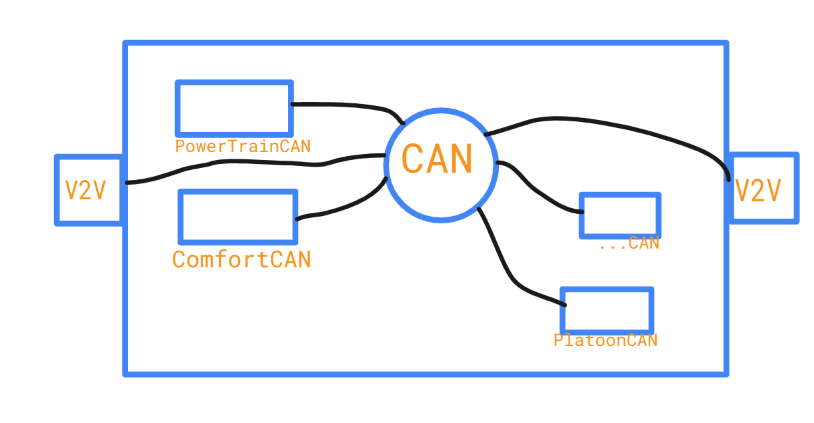 PowerTrainCAN
CAN
V2V
V2V
ComfortCAN
...CAN
PlatoonCAN